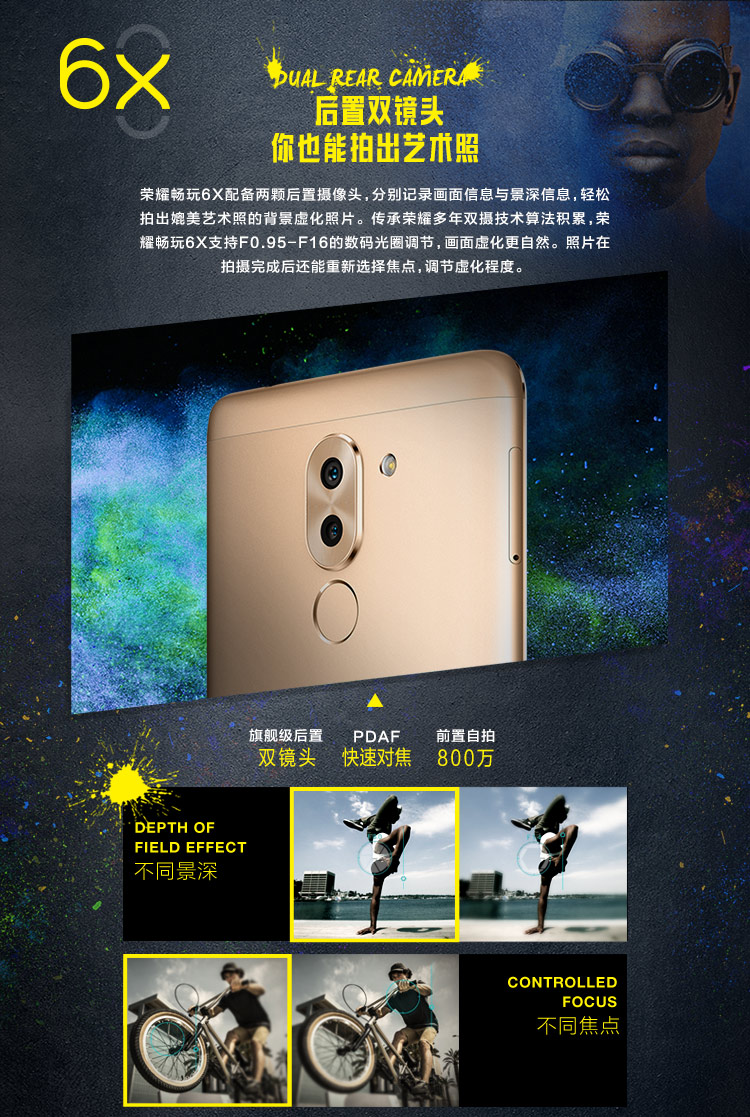 6X
DUAL REAR CAMERA
后置双镜头
你也能拍出艺术照
荣耀畅玩6X配备两颗后置摄像头,分别记录画面信息与景深信息,轻松
拍出媲美艺术照的背景虚化照片。传承荣耀多年双摄技术算法积累,荣
耀畅玩6X支持F0.95-F16的数码光圈调节,画面虚化更自然。照片在
拍摄完成后还能重新选择焦点,调节虚化程度。
旗舰级后置 PDAF 前置自拍
双镜头 快速对焦 800万
DEPTH OF
FIELD EFFECT
不同景深
CONTROLLED
FOCUS
不同焦点